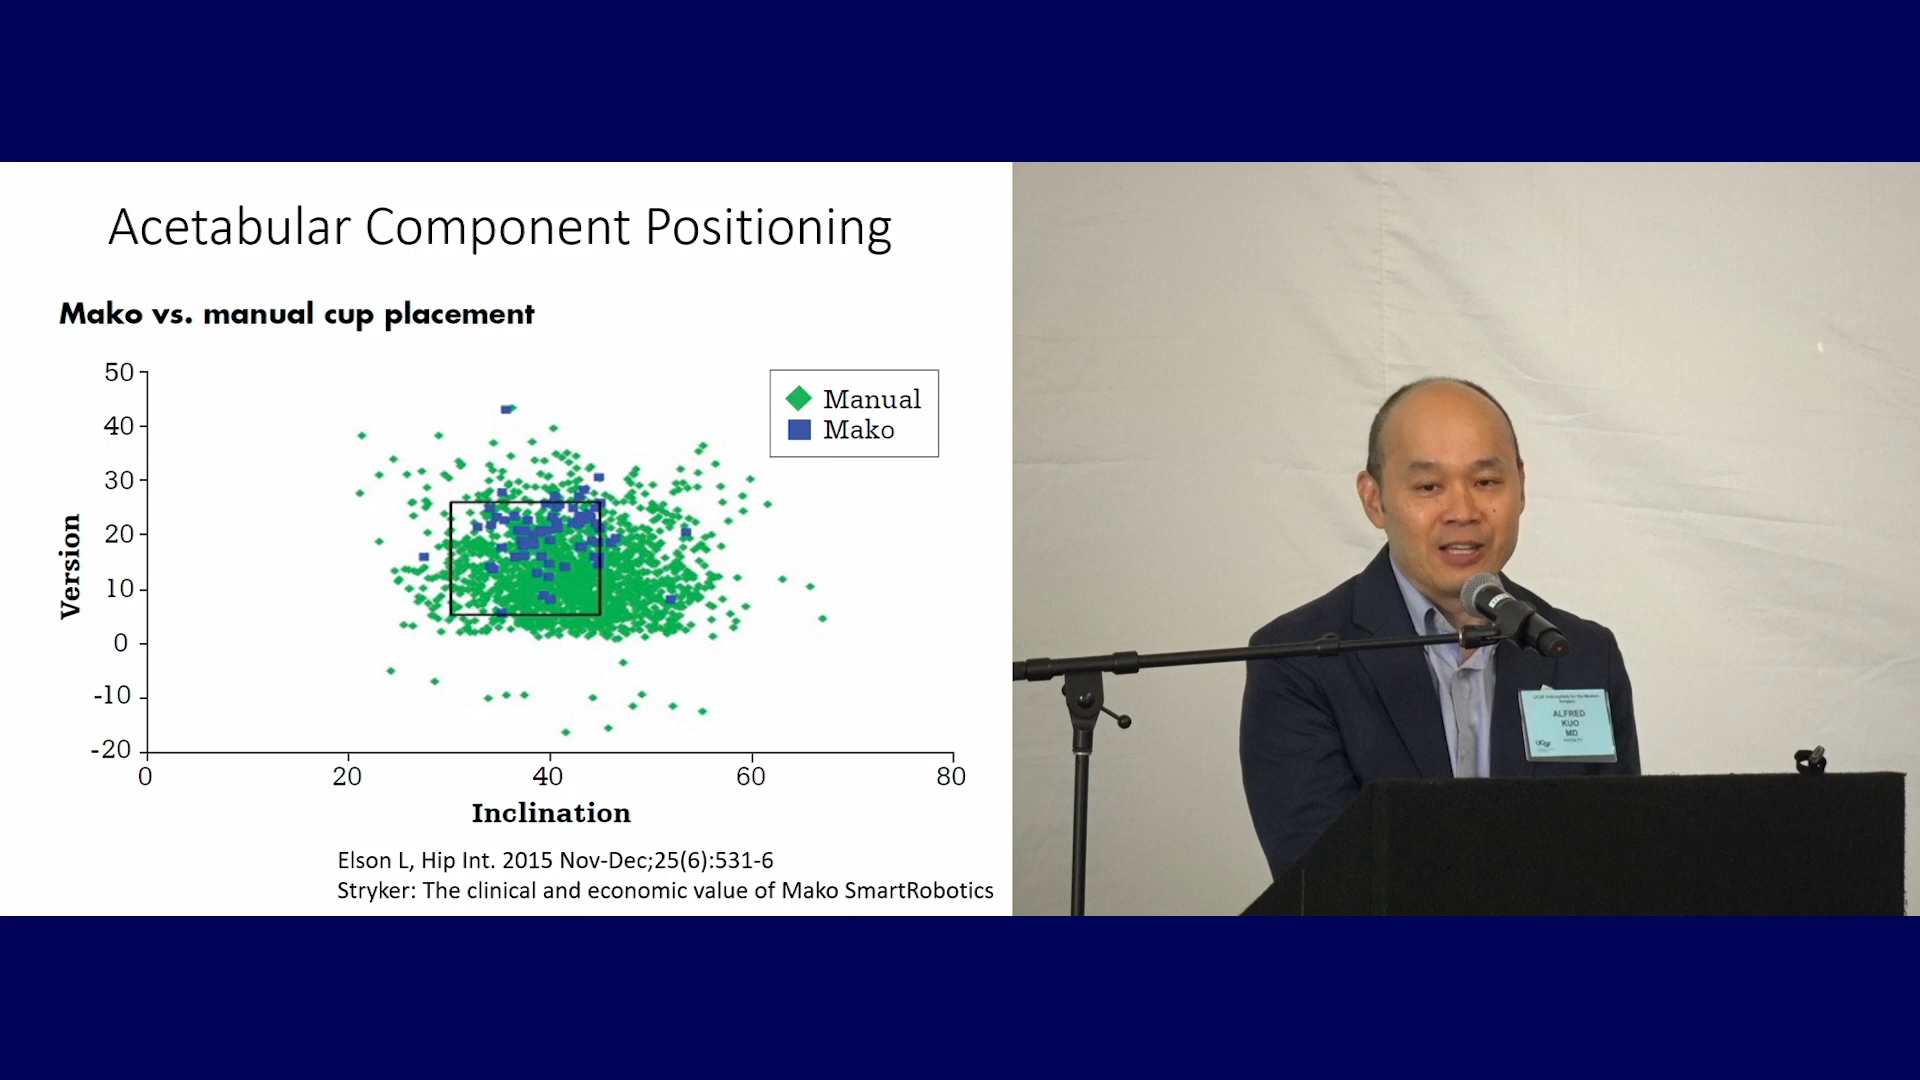 Acetabular Component Positioning
Mako vs. manual cup placement
50
40
30
20
10
0
-10
-20
Version
0 20 40 60 80
Inclination
Manual
Mako
Elson L, Hip Int. 2015 Nov-Dec;25(6):531-6
Stryker: The clinical and economic value of Mako SmartRobotics
ALFRED
KUO
MD
FACULTY
UCSF